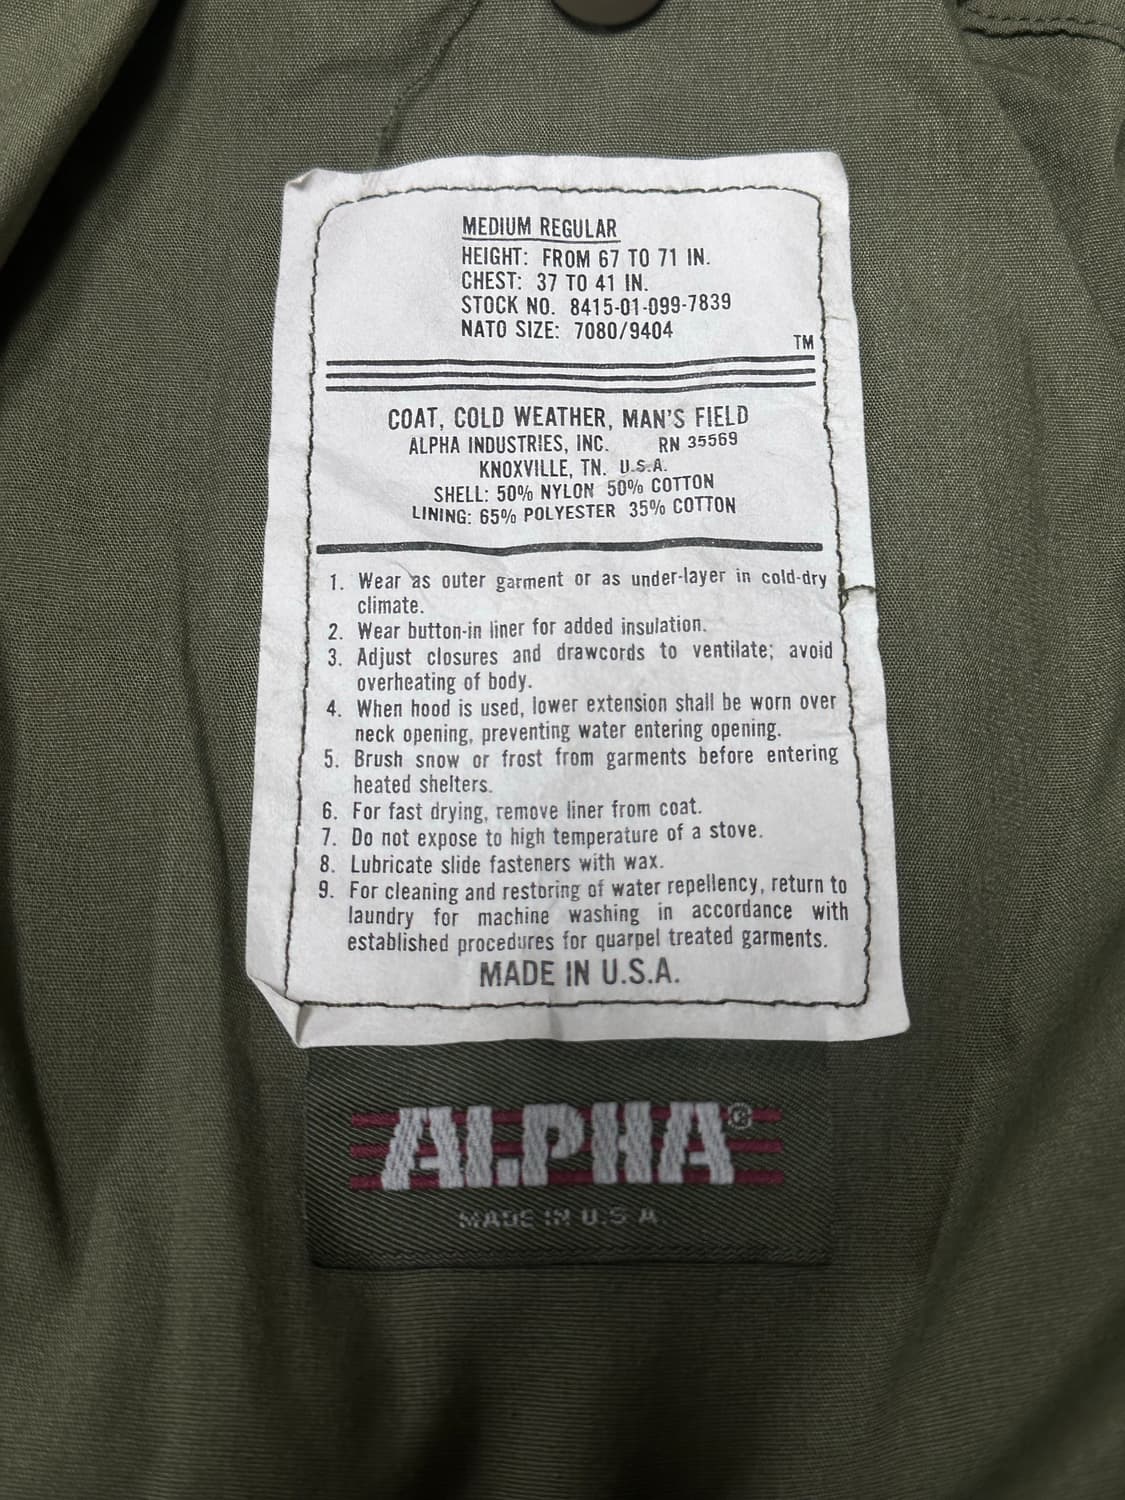 MEDIUM REGULAR
HEIGHT: FROM 67 TO 71 IN.
CHEST: 37 TO 41 IN.
STOCK NO. 8415-01-099-7839
NATO SIZE: 7080/9404
TM
COAT, COLD WEATHER, MAN'S FIELD
ALPHA INDUSTRIES, INC. RN 35569
KNOXVILLE, TN. U.S.A.
SHELL: 50% NYLON 50% COTTON
LINING: 65% POLYESTER 35% COTTON
1. Wear as outer garment or as under-layer in cold-dry
climate.
2. Wear button-in liner for added insulation.
3. Adjust closures and drawcords to ventilate; avoid
overheating of body.
4. When hood is used, lower extension shall be worn over
neck opening, preventing water entering opening.
5. Brush snow or frost from garments before entering
heated shelters.
6. For fast drying, remove liner from coat.
7. Do not expose to high temperature of a stove.
8. Lubricate slide fasteners with wax.
9. For cleaning and restoring of water repellency, return to
laundry for machine washing in accordance with
established procedures for quarpel treated garments.
MADE IN U.S.A.
ALPHA®
MADE IN U.S.A.